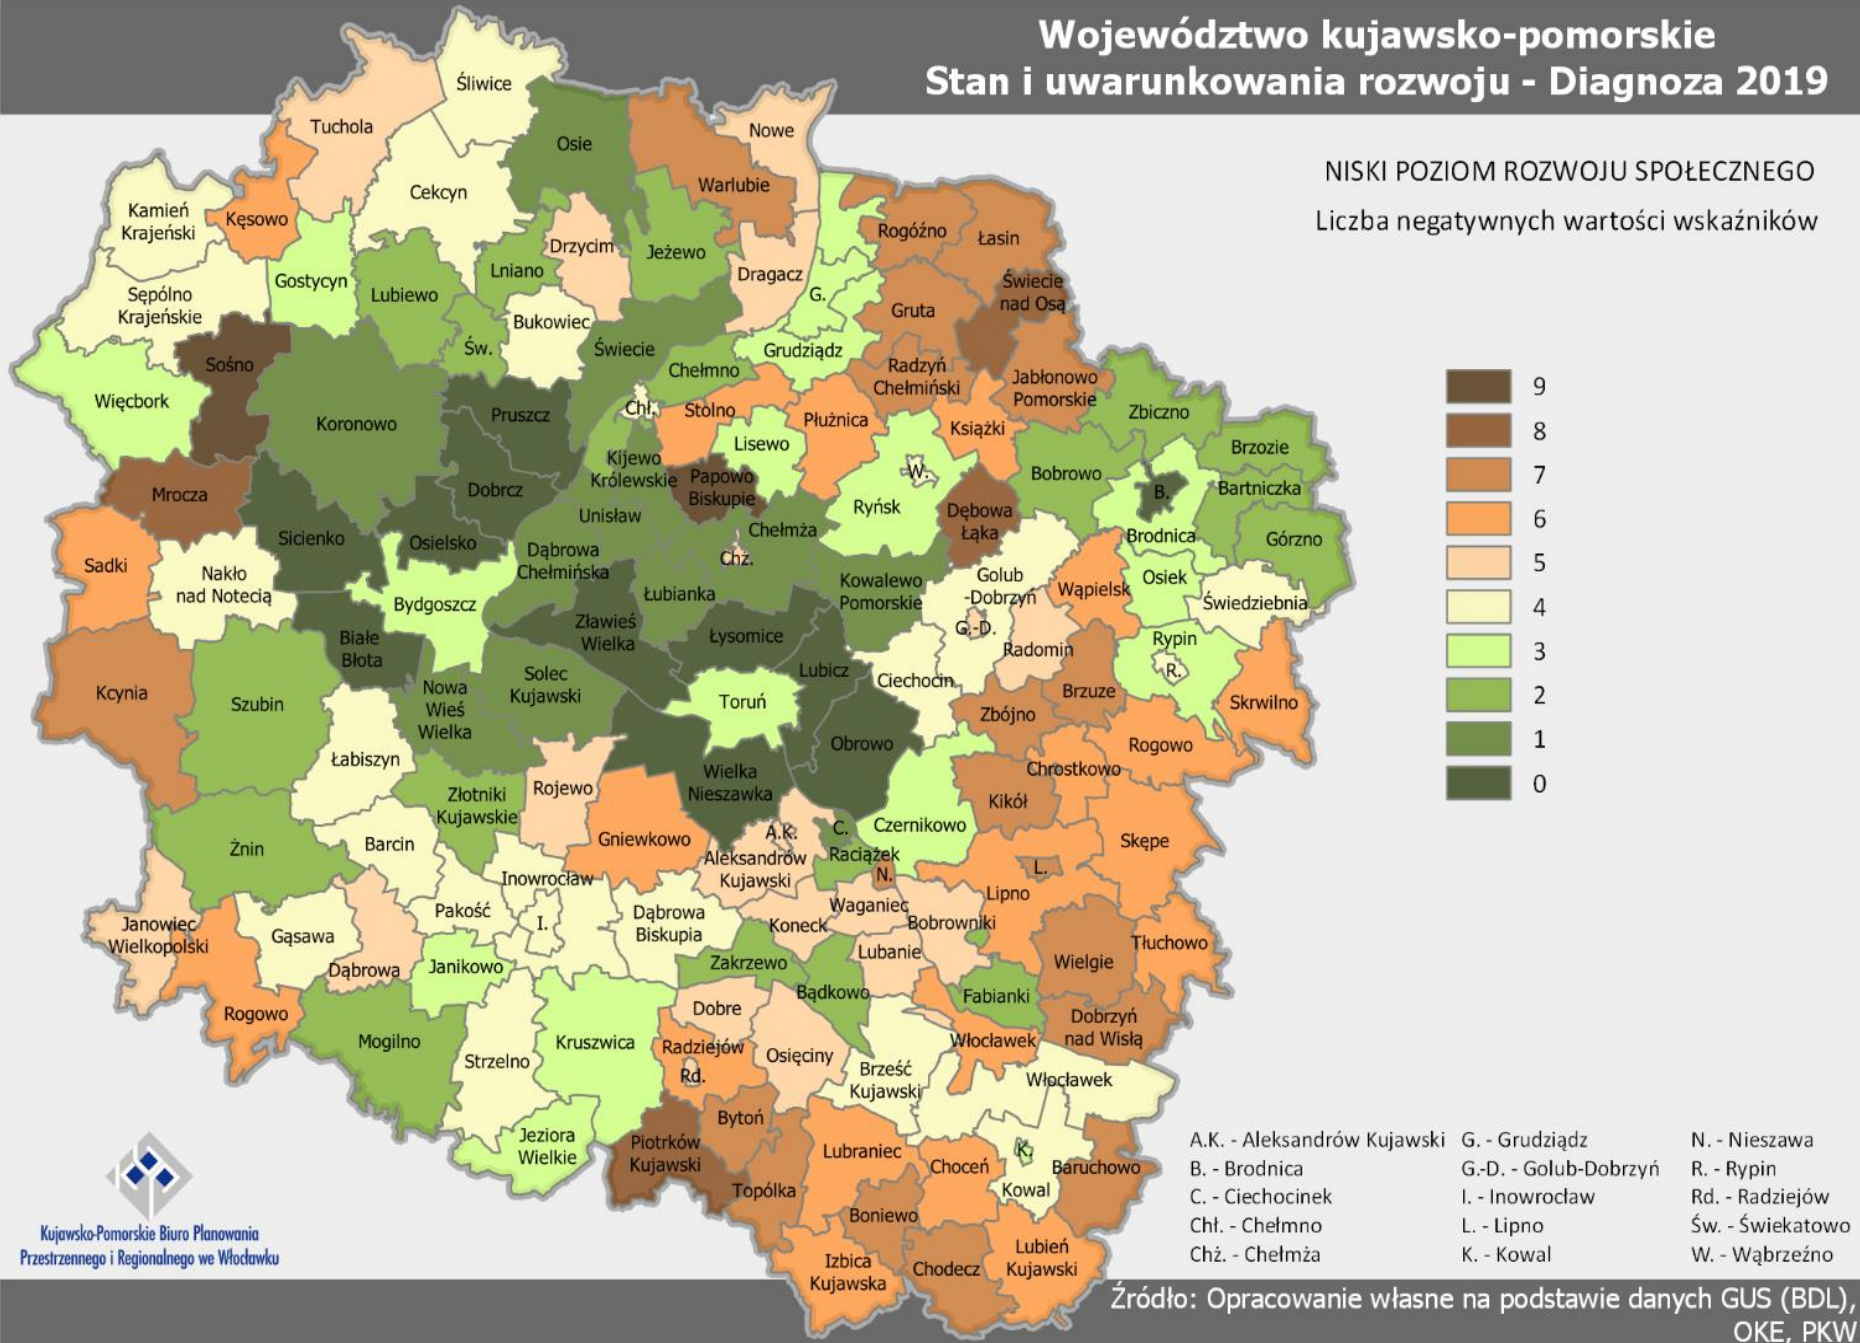 Województwo kujawsko-pomorskie
Stan i uwarunkowania rozwoju - Diagnoza 2019
NISKI POZIOM ROZWOJU SPOŁECZNEGO
Liczba negatywnych wartości wskaźników
Śliwice
Tuchola
Osie
Nowe
Cekcyn
Warlubie
Kamień
Krajeński
Kęsowo
Rogóźno
Łasin
Drzycim
Jeżewo
Lniano
Dragacz
Gostycyn
Lubiewo
G.
Świecie
nad Osą
Sępólno
Krajeńskie
Gruta
Bukowiec
Św.
Świecie
Grudziądz
Sośno
Chełmno
Radzyń
Chełmiński
Jabłonowo
Pomorskie
Więcbork
Koronowo
Pruszcz
Chł.
Stolno
Płużnica
Książki
Zbiczno
Lisewo
Brzozie
Kijewo
Królewskie
Papowo
Biskupie
W.
Bobrowo
Bartniczka
Mrocza
Dobrcz
B.
Ryńsk
Dębowa
Łąka
Unisław
Chełmża
Sicienko
Osielsko
Brodnica
Górzno
Dąbrowa
Chełmińska
Chż.
Sadki
Nakło
nad Notecią
Łubianka
Kowalewo
Pomorskie
Golub
-Dobrzyń
Wąpielsk
Osiek
Świedziebnia
Bydgoszcz
Białe
Błota
Zławieś
Wielka
Łysomice
G.-D.
Radomin
Rypin
R.
Lubicz
Ciechocin
Kcynia
Szubin
Nowa
Wieś
Wielka
Solec
Kujawski
Toruń
Brzuze
Skrwilno
Zbójno
Obrowo
Rogowo
Łabiszyn
Wielka
Nieszawka
Chrostkowo
Złotniki
Kujawskie
Rojewo
Kikół
Gniewkowo
A.K.
C.
Czernikowo
Skępe
Żnin
Barcin
Aleksandrów
Kujawski
Raciążek
N.
L.
Inowrocław
Lipno
Pakość
I.
Dąbrowa
Biskupia
Waganiec
Koneck
Bobrowniki
Janowiec
Wielkopolski
Gąsawa
Tłuchowo
Lubanie
Dąbrowa
Janikowo
Zakrzewo
Wielgie
Bądkowo
Fabianki
Rogowo
Dobre
Dobrzyń
nad Wisłą
Mogilno
Kruszwica
Radziejów
Osięciny
Włocławek
Strzelno
Rd.
Brześć
Kujawski
Włocławek
Bytoń
Jeziora
Wielkie
Piotrków
Kujawski
Lubraniec
Choceń
K.
Baruchowo
Kowal
Topólka
Boniewo
Izbica
Kujawska
Chodecz
Lubień
Kujawski
9
8
7
6
5
4
3
2
1
0
A.K. - Aleksandrów Kujawski
B. - Brodnica
C. - Ciechocinek
Chł. - Chełmno
Chż. - Chełmża
G. - Grudziądz
G.-D. - Golub-Dobrzyń
I. - Inowrocław
L. - Lipno
K. - Kowal
N. - Nieszawa
R. - Rypin
Rd. - Radziejów
Św. - Świekatowo
W. - Wąbrzeźno
Kujawsko-Pomorskie Biuro Planowania
Przestrzennego i Regionalnego we Włocławku
Źródło: Opracowanie własne na podstawie danych GUS (BDL),
OKE, PKW